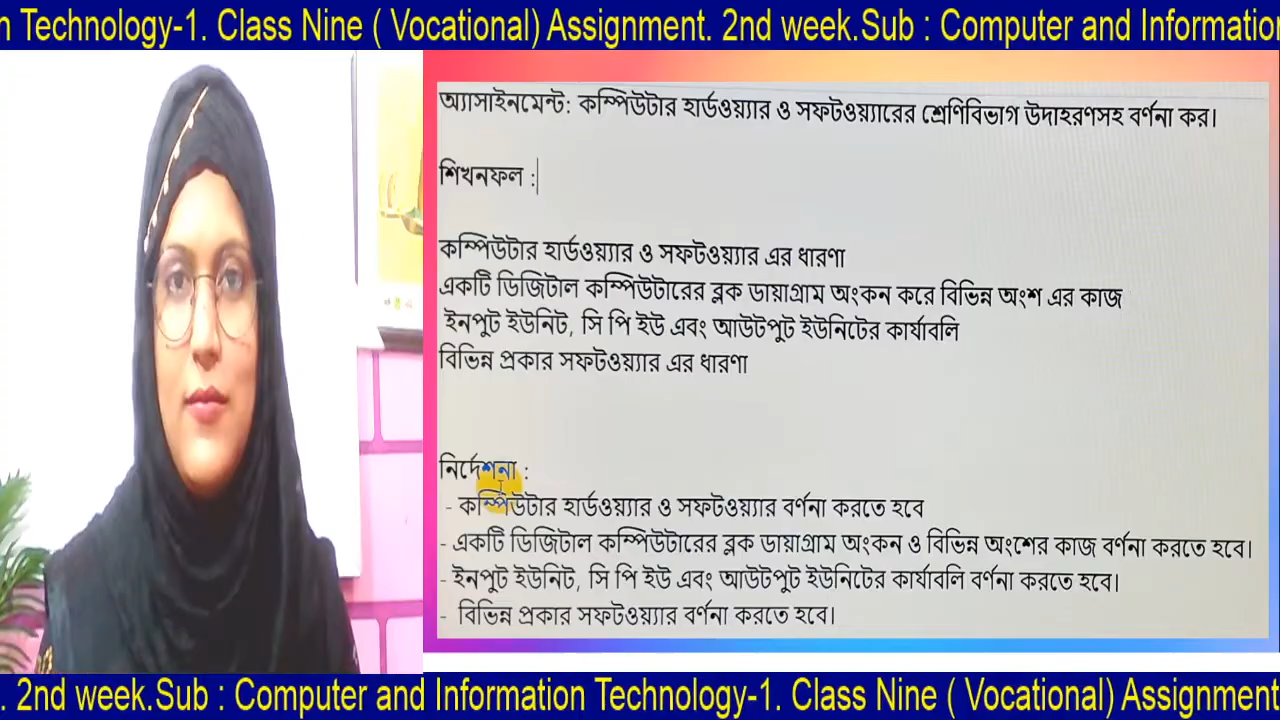 n Technology-1. Class Nine ( Vocational) Assignment. 2nd week.Sub : Computer and Informatio
অ্যাসাইনমেন্ট: কম্পিউটার হার্ডওয়্যার ও সফটওয়্যারের শ্রেণিবিভাগ উদাহরণসহ বর্ণনা কর।
শিখনফল :
কম্পিউটার হার্ডওয়্যার ও সফটওয়্যার এর ধারণা
একটি ডিজিটাল কম্পিউটারের ব্লক ডায়াগ্রাম অংকন করে বিভিন্ন অংশ এর কাজ
ইনপুট ইউনিট, সি পি ইউ এবং আউটপুট ইউনিটের কার্যাবলি
বিভিন্ন প্রকার সফটওয়্যার এর ধারণা
নির্দেশনা :
- কম্পিউটার হার্ডওয়্যার ও সফটওয়্যার বর্ণনা করতে হবে
- একটি ডিজিটাল কম্পিউটারের ব্লক ডায়াগ্রাম অংকন ও বিভিন্ন অংশের কাজ বর্ণনা করতে হবে।
- ইনপুট ইউনিট, সি পি ইউ এবং আউটপুট ইউনিটের কার্যাবলি বর্ণনা করতে হবে।
- বিভিন্ন প্রকার সফটওয়্যার বর্ণনা করতে হবে।
. 2nd week.Sub : Computer and Information Technology-1. Class Nine ( Vocational) Assignment